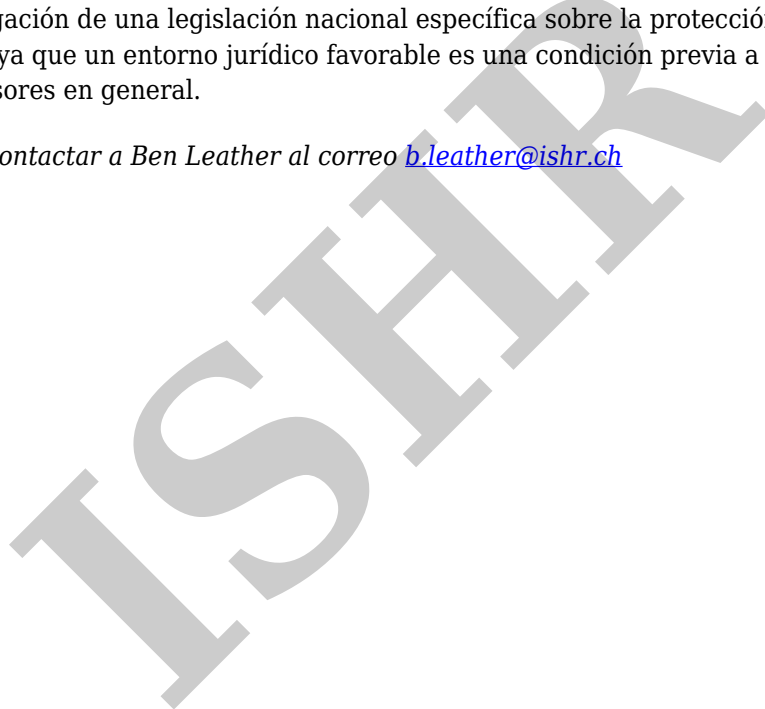 gación de una legislación nacional específica sobre la protección
ya que un entorno jurídico favorable es una condición previa a
sores en general.
ontactar a Ben Leather al correo b.leather@ishr.ch
ISHR